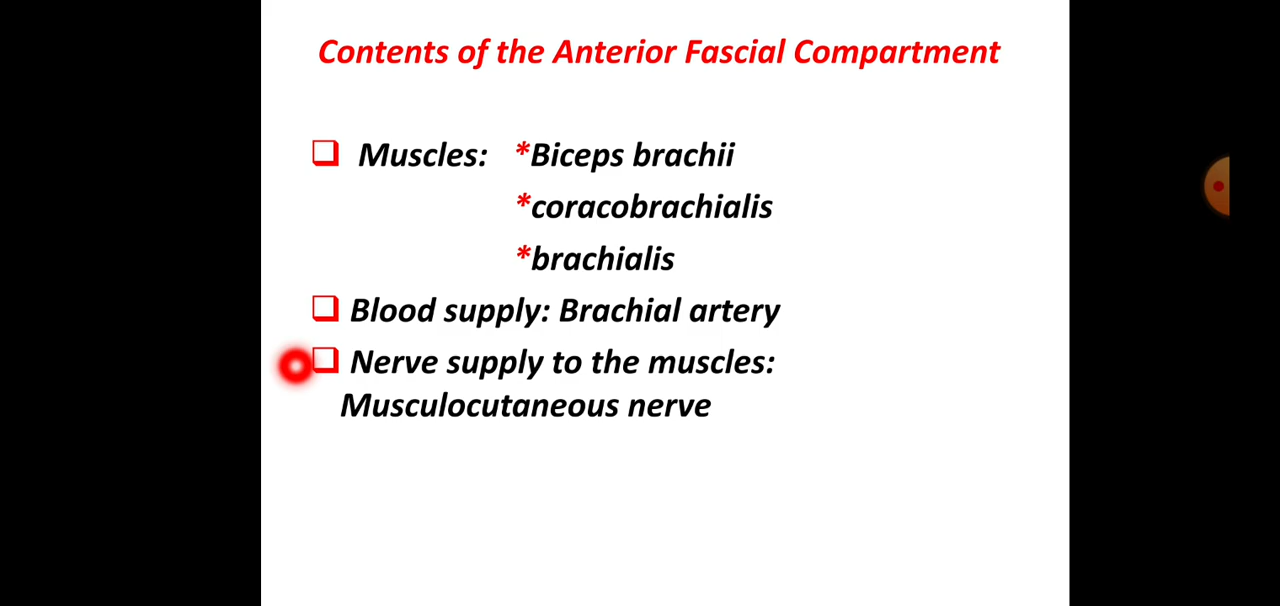 Contents of the Anterior Fascial Compartment
Muscles: *Biceps brachii
*coracobrachialis
*brachialis
Blood supply: Brachial artery
Nerve supply to the muscles:
Musculocutaneous nerve